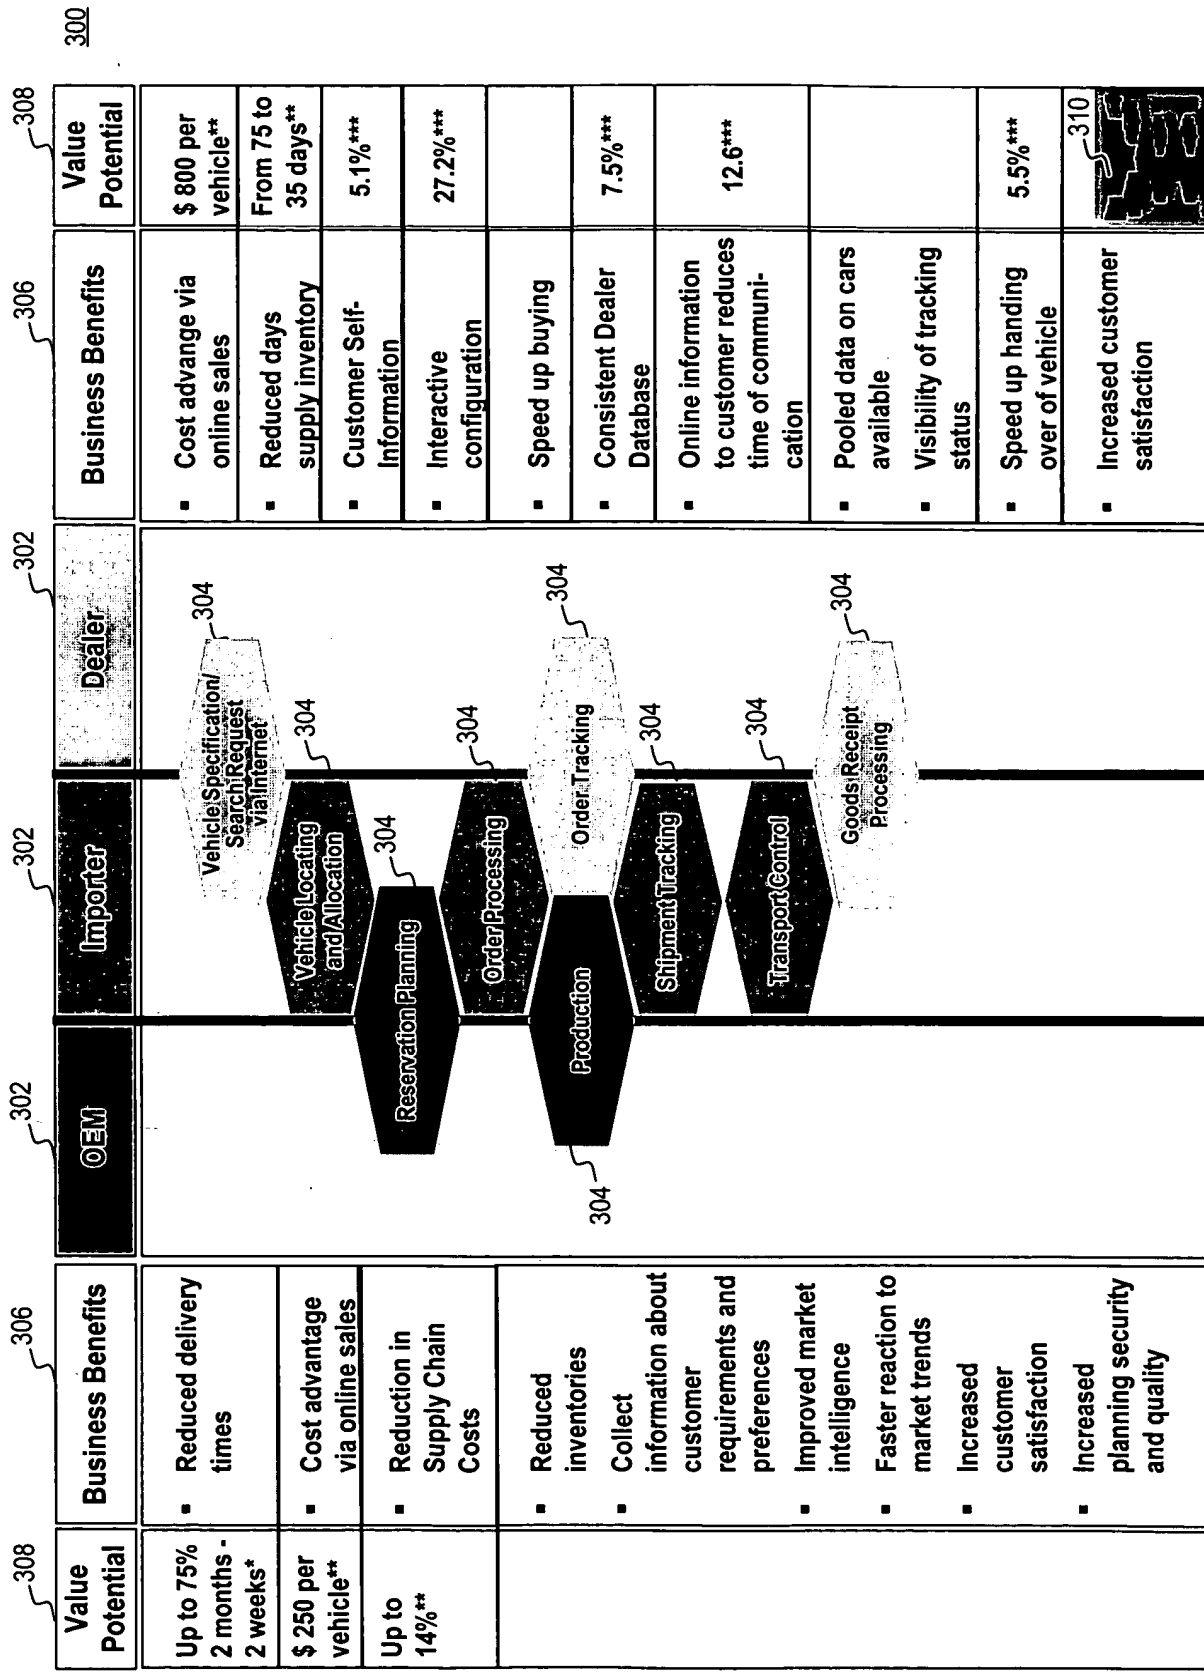 300
308
306
302
302
302
306
308
Value
Potential
Business Benefits
OEM
Importer
Dealer
Business Benefits
Value
Potential
Up to 75%
2 months -
2 weeks*
▪ Reduced delivery
times
$ 250 per
vehicle**
▪ Cost advantage
via online sales
Up to
14%**
▪ Reduction in
Supply Chain
Costs
▪ Reduced
inventories
▪ Collect
information about
customer
requirements and
preferences
▪ Improved market
intelligence
▪ Faster reaction to
market trends
▪ Increased
customer
satisfaction
▪ Increased
planning security
and quality
Vehicle Specification/
Search Request
via Internet
304
Vehicle Locating
and Allocation
304
Reservation Planning
304
Order Processing
304
Production
304
Order Tracking
304
Shipment Tracking
304
Transport Control
304
Goods Receipt
Processing
304
▪ Cost advange via
online sales
$ 800 per
vehicle**
▪ Reduced days
supply inventory
From 75 to
35 days**
▪ Customer Self-
Information
5.1%***
▪ Interactive
configuration
27.2%***
▪ Speed up buying
▪ Consistent Dealer
Database
7.5%***
▪ Online information
to customer reduces
time of communi-
cation
12.6***
▪ Pooled data on cars
available
▪ Visibility of tracking
status
▪ Speed up handing
over of vehicle
5.5%***
▪ Increased customer
satisfaction
310